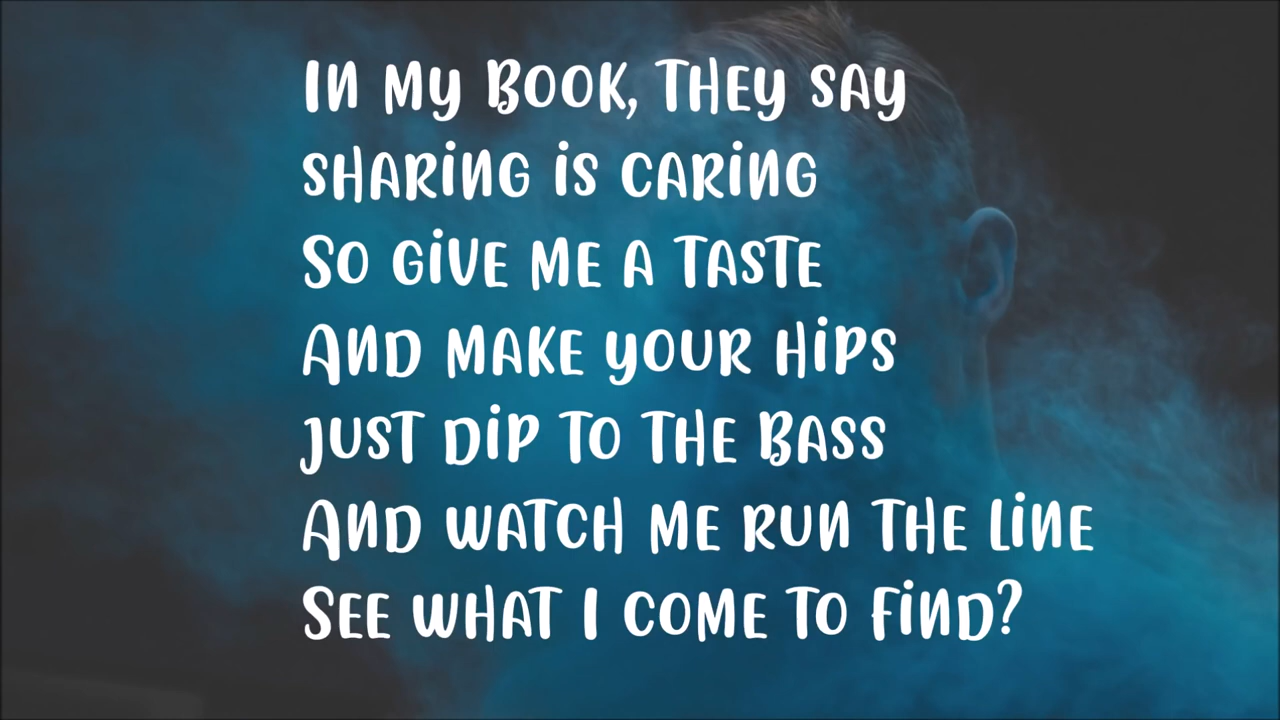 In My Book, They say
sharing is caring
So give me a taste
And make your hips
just dip to the Bass
And watch me run the line
See what I come to find?